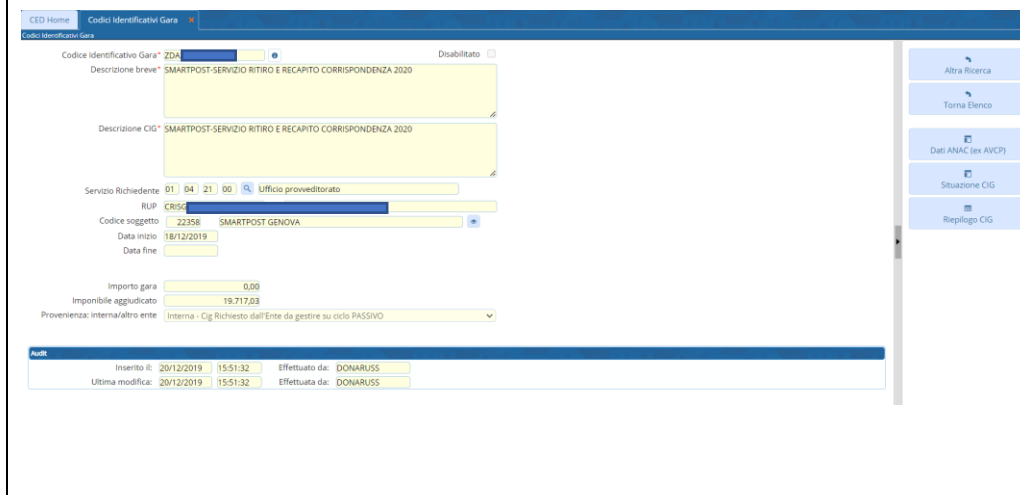 CED Home Codici Identificativi Gara ×
Codici Identificativi Gara
Codice Identificativo Gara* ZDA Disabilitato
Descrizione breve* SMARTPOST-SERVIZIO RITIRO E RECAPITO CORRISPONDENZA 2020
Descrizione CIG* SMARTPOST-SERVIZIO RITIRO E RECAPITO CORRISPONDENZA 2020
Servizio Richiedente 01 04 21 00 Ufficio provveditorato
RUP CRISG
Codice soggetto 22358 SMARTPOST GENOVA
Data inizio 18/12/2019
Data fine
Importo gara 0,00
Imponibile aggiudicato 19.717,03
Provenienza: interna/altro ente Interna - Cig Richiesto dall'Ente da gestire su ciclo PASSIVO
Audit
Inserito il: 20/12/2019 15:51:32 Effettuato da: DONARUSS
Ultima modifica: 20/12/2019 15:51:32 Effettuata da: DONARUSS
Altra Ricerca
Torna Elenco
Dati ANAC (ex AVCP)
Situazione CIG
Riepilogo CIG